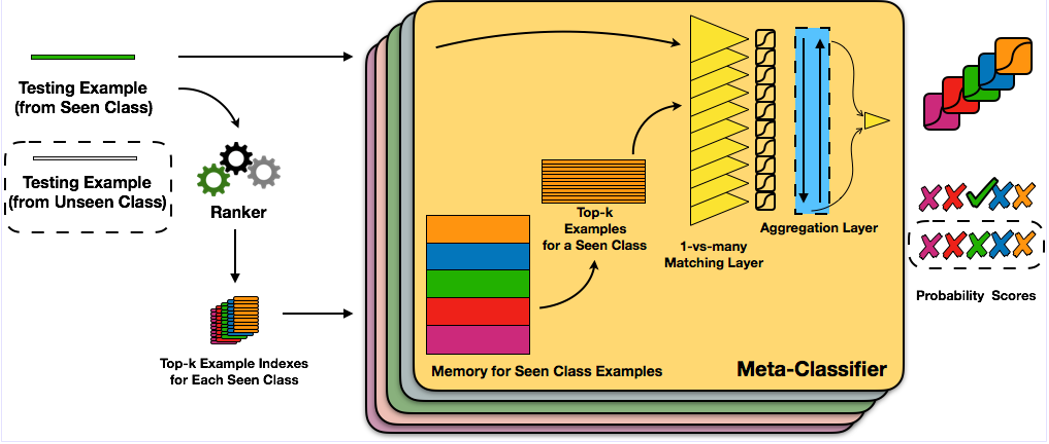 Testing Example
(from Seen Class)
Testing Example
(from Unseen Class)
Ranker
Top-k Example Indexes
for Each Seen Class
Memory for Seen Class Examples
Top-k
Examples
for a Seen Class
1-vs-many
Matching Layer
Aggregation Layer
Meta-Classifier
Probability Scores